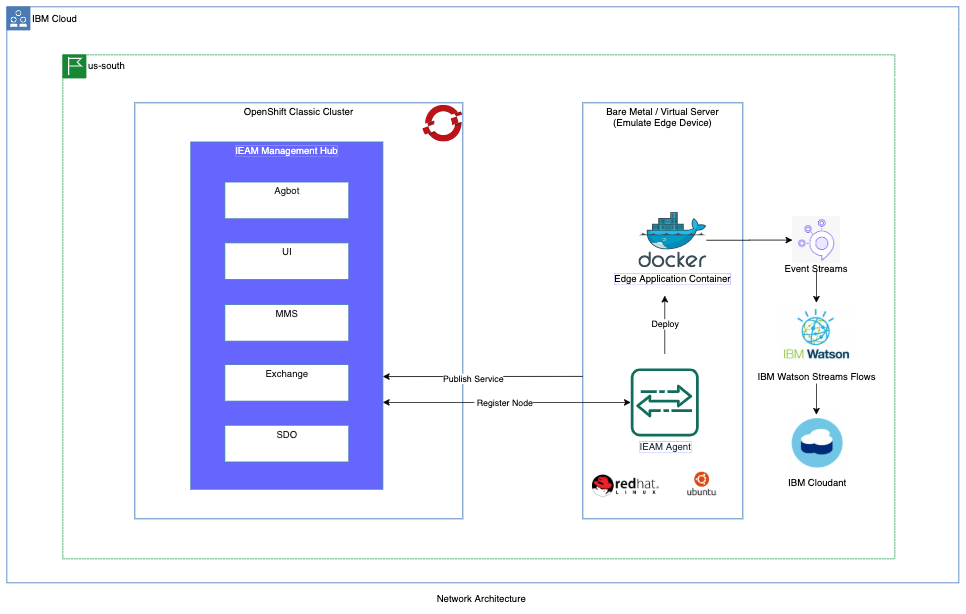 IBM Cloud
us-south
OpenShift Classic Cluster
IEAM Management Hub
Agbot
UI
MMS
Exchange
SDO
Publish Service
Register Node
Bare Metal / Virtual Server
(Emulate Edge Device)
docker
Edge Application Container
Deploy
IEAM Agent
redhat.
LINUX
ubuntu
Event Streams
IBM Watson
IBM Watson Streams Flows
IBM Cloudant
Network Architecture